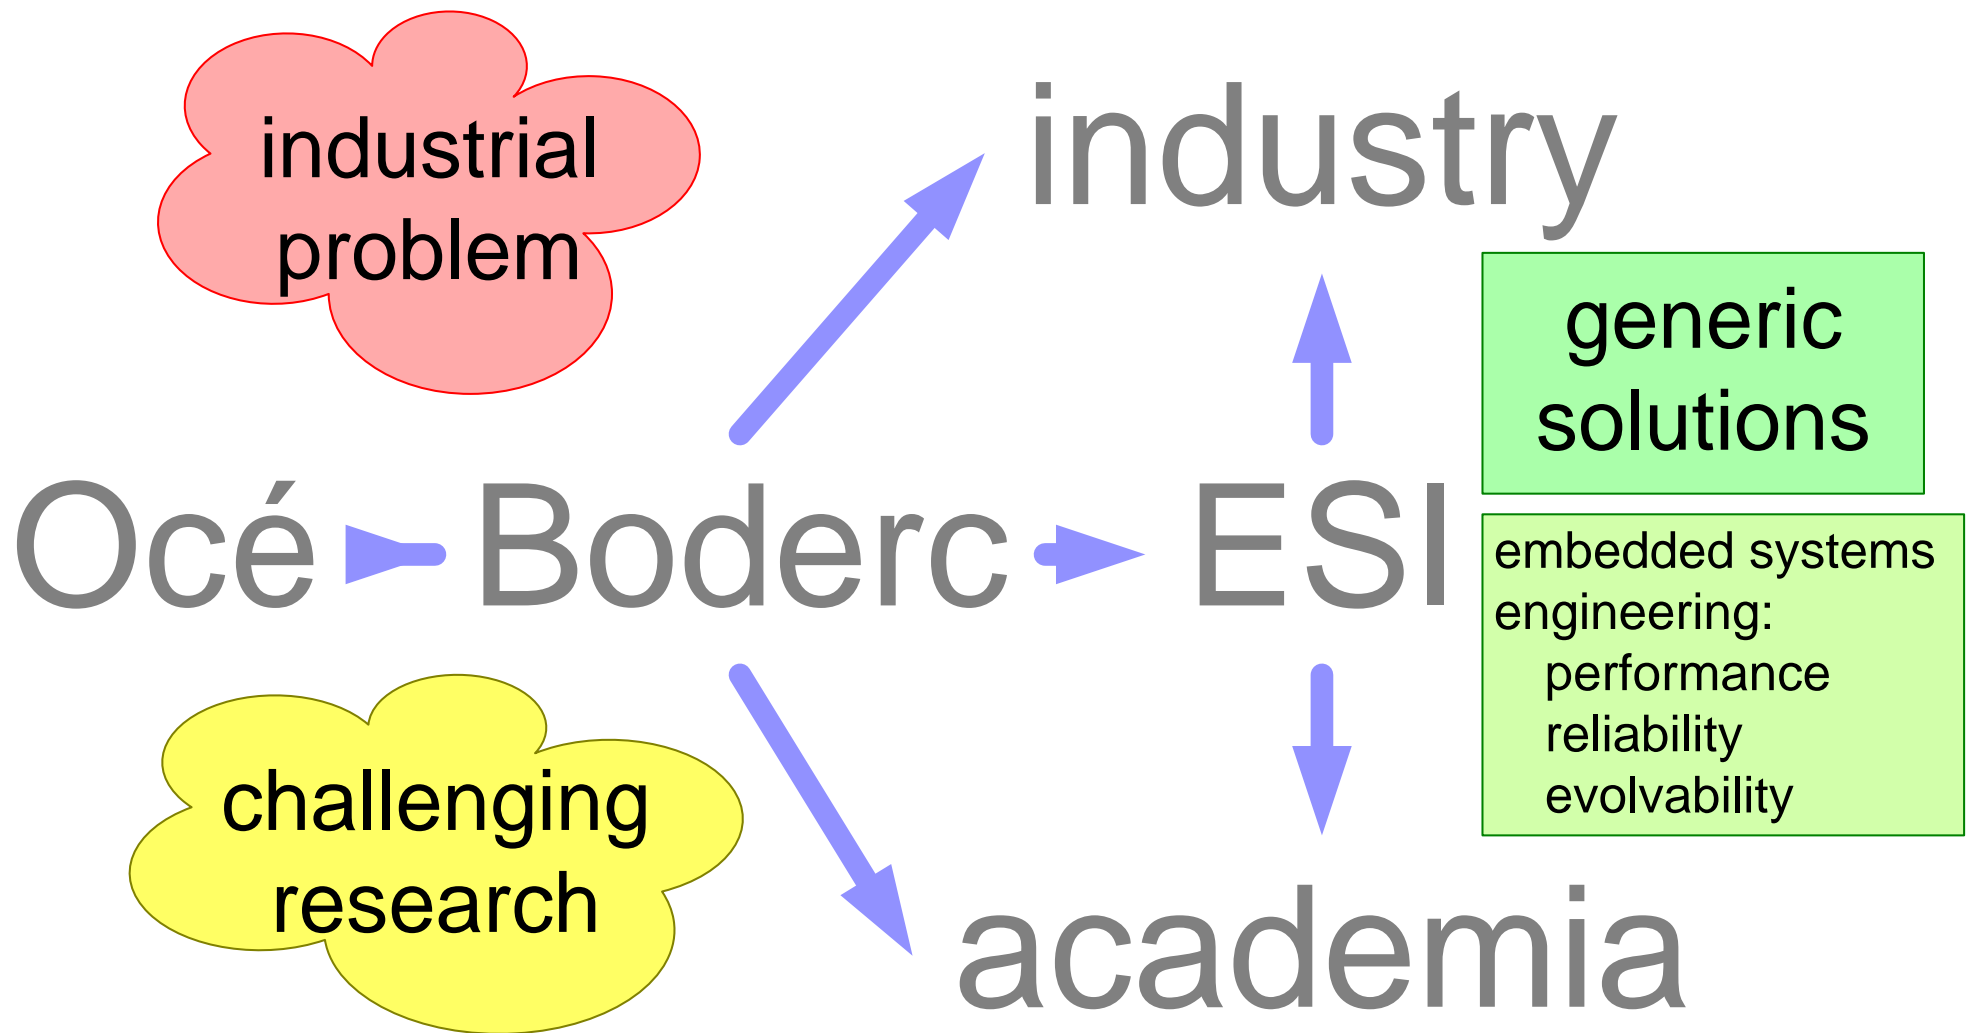 industrial
problem
industry
generic
solutions
Océ
Boderc
ESI
embedded systems
engineering:
performance
reliability
evolvability
challenging
research
academia